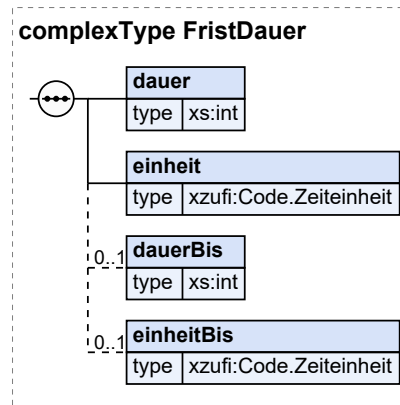 complexType FristDauer
dauer
type xs:int
einheit
type xzufi:Code.Zeiteinheit
0..1
dauerBis
type xs:int
0..1
einheitBis
type xzufi:Code.Zeiteinheit